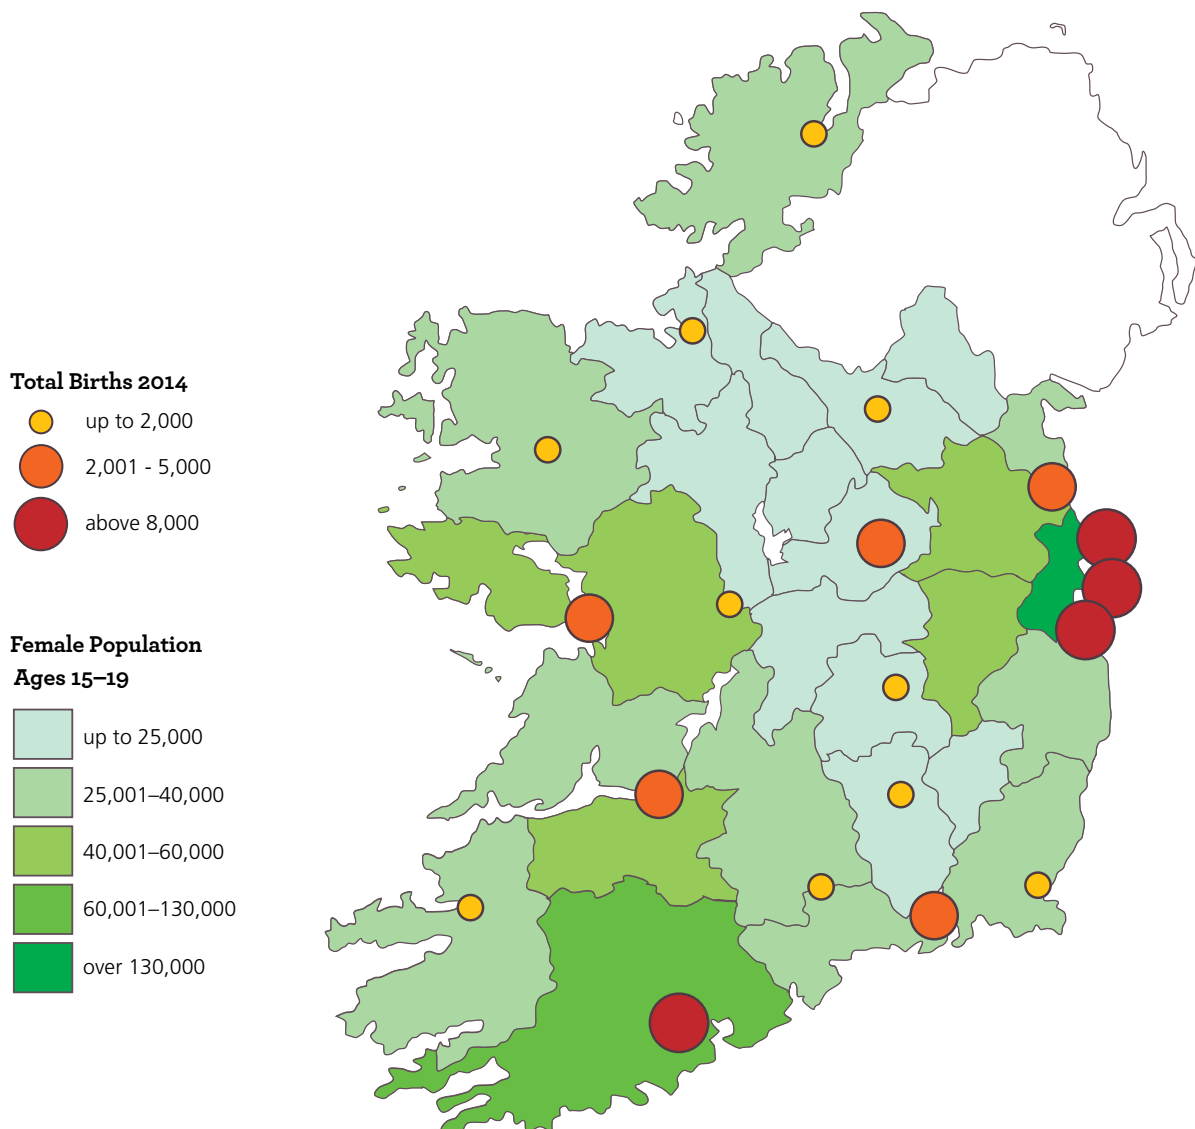 Total Births 2014
up to 2,000
2,001 - 5,000
above 8,000
Female Population
Ages 15–19
up to 25,000
25,001–40,000
40,001–60,000
60,001–130,000
over 130,000